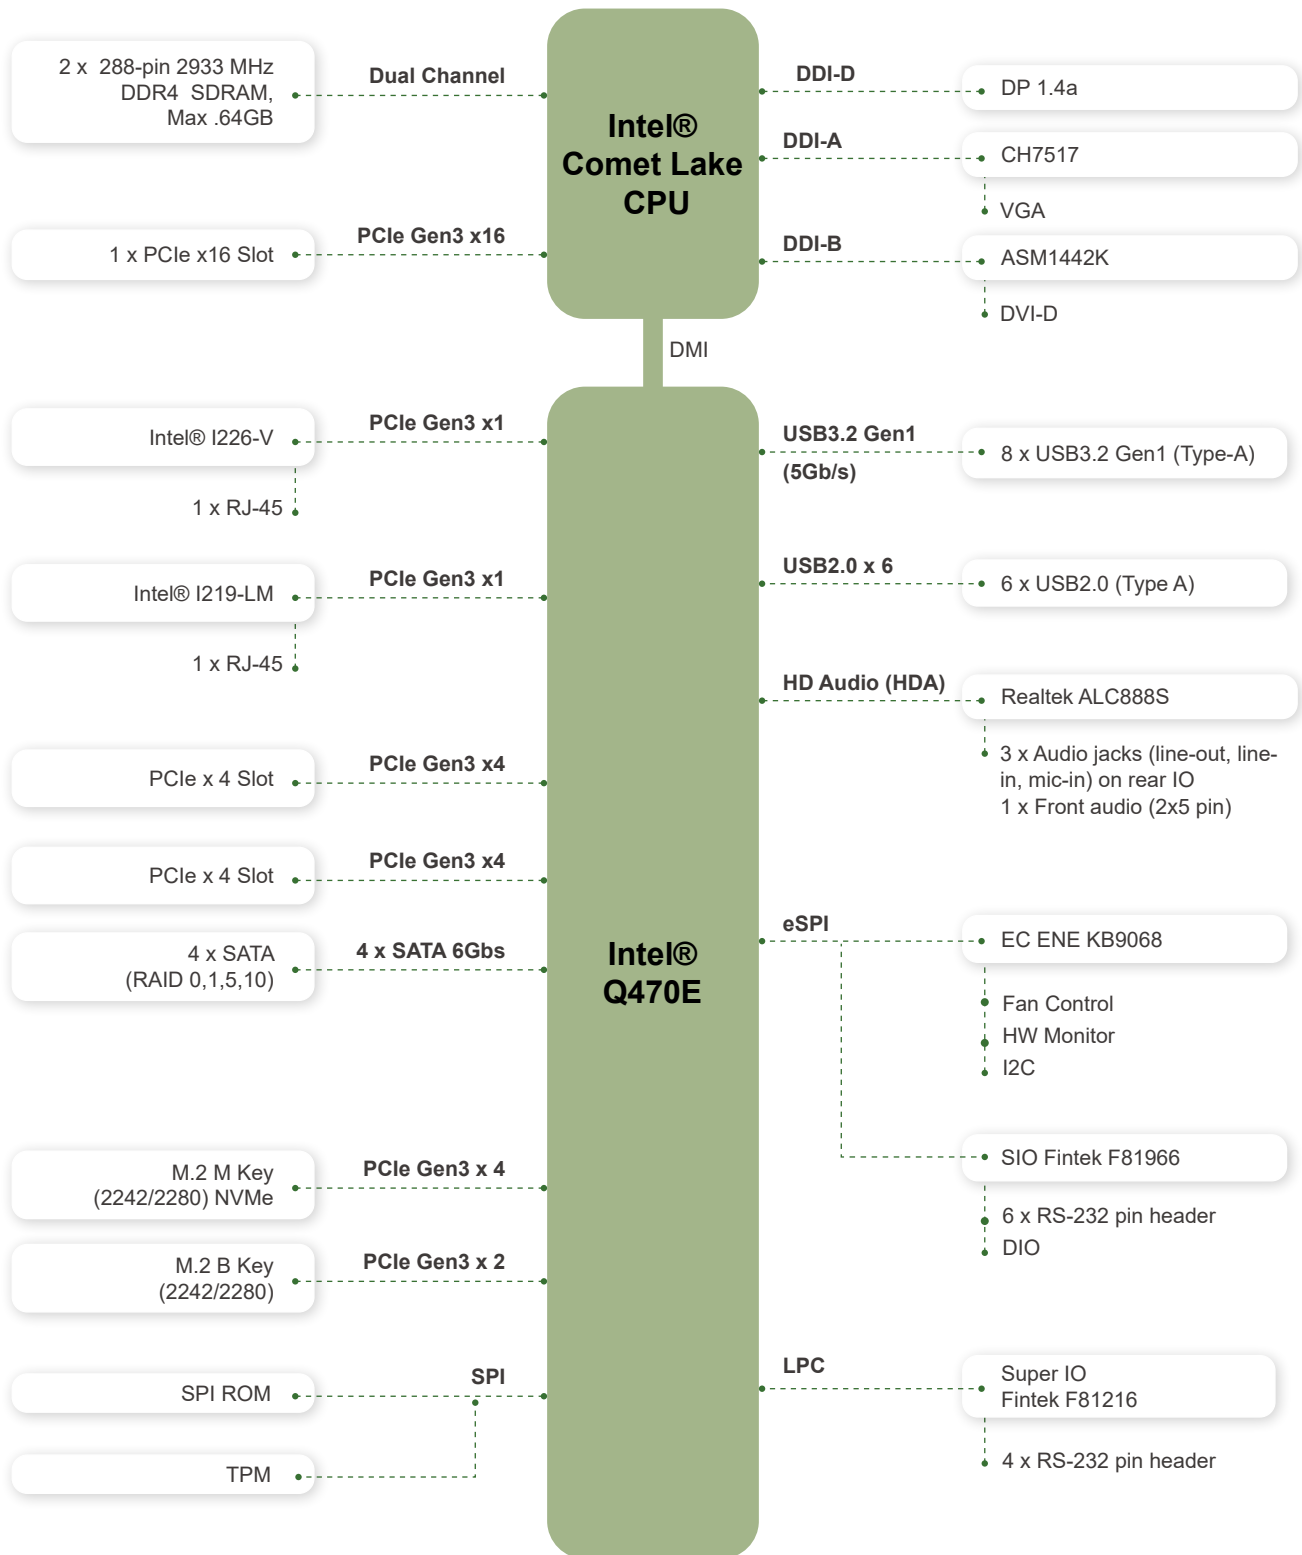 2 x  288-pin 2933 MHz
DDR4  SDRAM,
Max .64GB
Dual Channel
Intel®
Comet Lake
CPU
DDI-D
DP 1.4a
DDI-A
CH7517
VGA
1 x PCIe x16 Slot
PCIe Gen3 x16
DDI-B
ASM1442K
DVI-D
DMI
Intel® I226-V
PCIe Gen3 x1
1 x RJ-45
USB3.2 Gen1
(5Gb/s)
8 x USB3.2 Gen1 (Type-A)
Intel® I219-LM
PCIe Gen3 x1
1 x RJ-45
USB2.0 x 6
6 x USB2.0 (Type A)
HD Audio (HDA)
Realtek ALC888S
3 x Audio jacks (line-out, line-
in, mic-in) on rear IO
1 x Front audio (2x5 pin)
PCIe x 4 Slot
PCIe Gen3 x4
PCIe x 4 Slot
PCIe Gen3 x4
4 x SATA
(RAID 0,1,5,10)
4 x SATA 6Gbs
Intel®
Q470E
eSPI
EC ENE KB9068
Fan Control
HW Monitor
I2C
SIO Fintek F81966
6 x RS-232 pin header
DIO
M.2 M Key
(2242/2280) NVMe
PCIe Gen3 x 4
M.2 B Key
(2242/2280)
PCIe Gen3 x 2
SPI ROM
SPI
TPM
LPC
Super IO
Fintek F81216
4 x RS-232 pin header